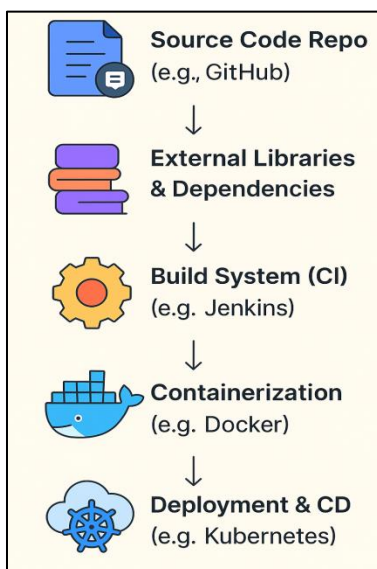 Source Code Repo
(e.g., GitHub)
External Libraries
& Dependencies
Build System (CI)
(e.g. Jenkins)
Containerization
(e.g. Docker)
Deployment & CD
(e.g. Kubernetes)